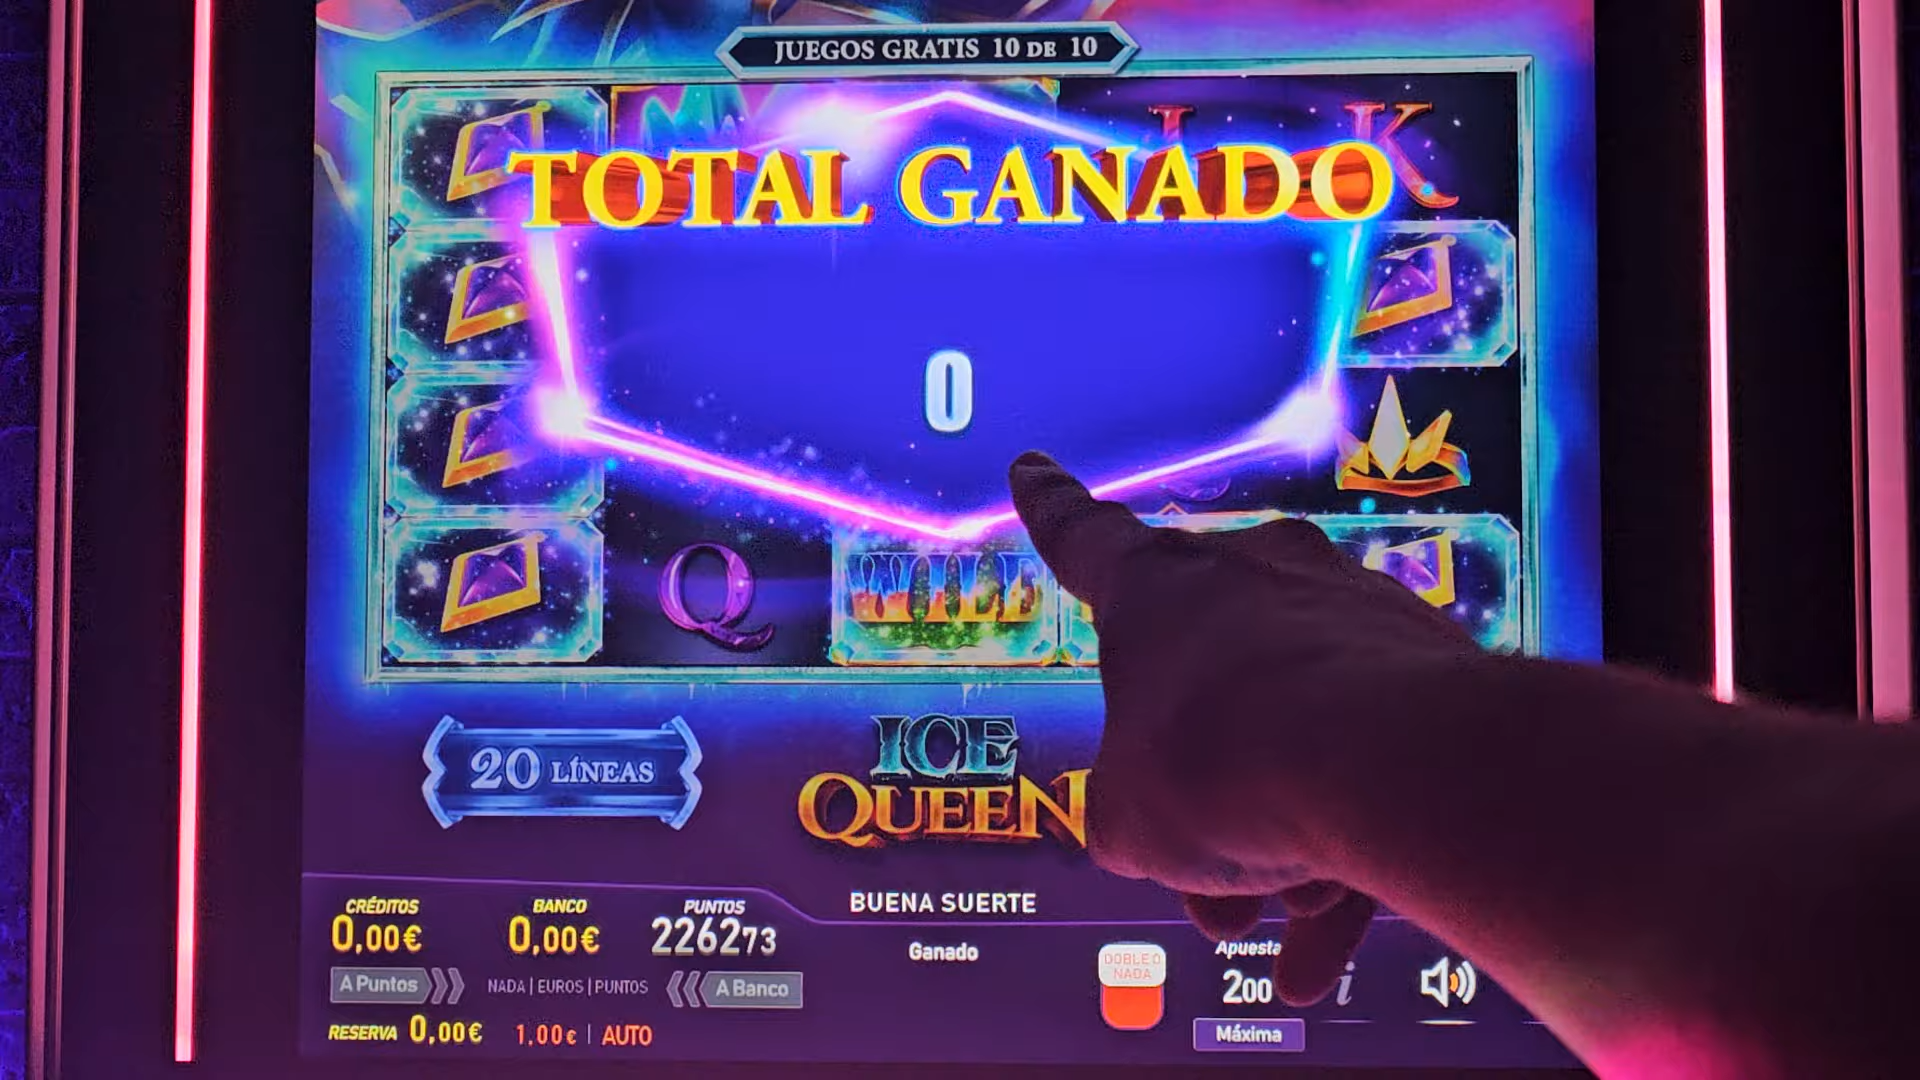 JUEGOS GRATIS 10 DE 10
J K
TOTAL GANADO
0
Q WILD
20 LÍNEAS
ICE
QUEEN
CRÉDITOS BANCO PUNTOS
0,00€ 0,00€ 226273
BUENA SUERTE
Ganado
DOBLE O
NADA
Apuesta
200
i
A Puntos NADA | EUROS | PUNTOS A Banco
RESERVA 0,00€ 1,00€ | AUTO
Máxima